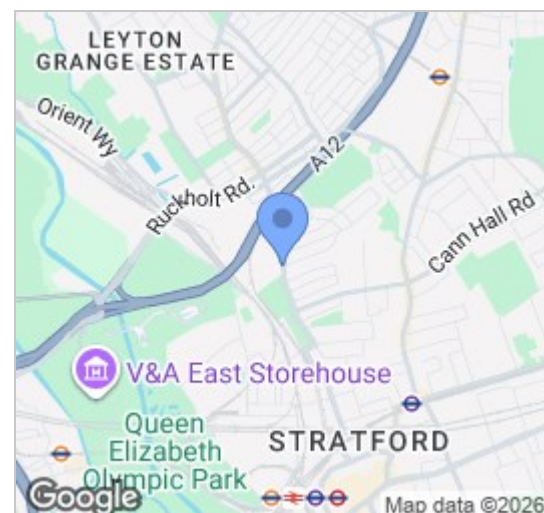 LEYTON
GRANGE ESTATE
Orient Wy
A12
Ruckholt Rd.
Cann Hall Rd
V&A East Storehouse
Queen
Elizabeth
Olympic Park
STRATFORD
Google
Map data ©2026